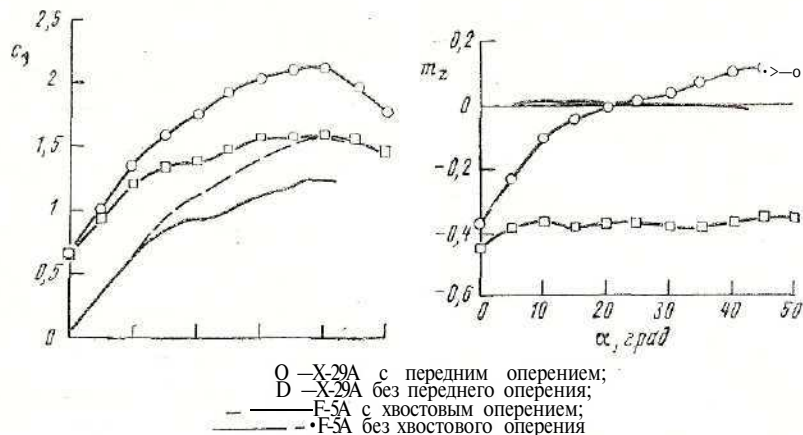 2,5
c_y
2
1,5
1
0,5
0
0,2
m_z
0
−0,2
−0,4
−0,6
0 10 20 30 40 50
α, град
O —X-29A с передним оперением;
D —X-29A без переднего оперения;
— ———F-5A с хвостовым оперением;
——— – •F-5A без хвостового оперения